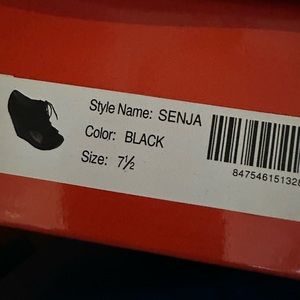 Style Name: SENJA
Color: BLACK
Size: 7½